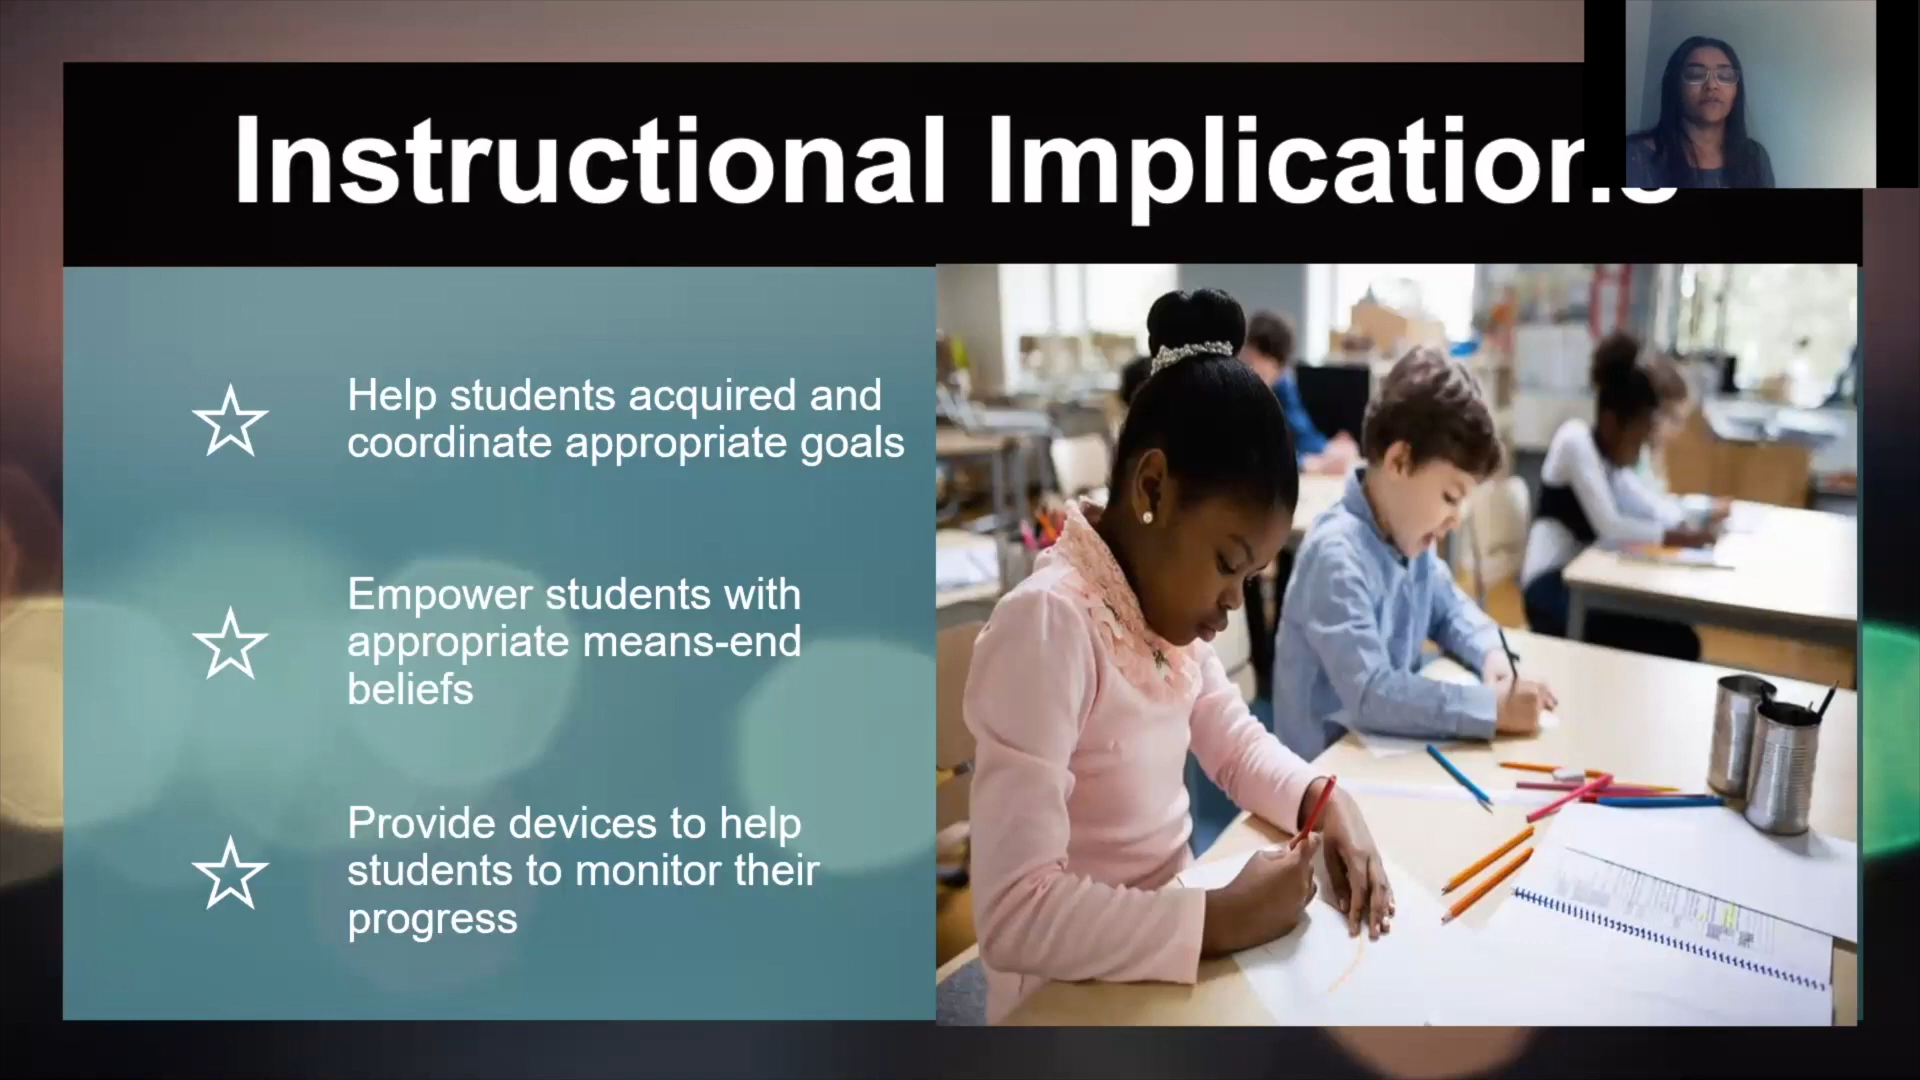 Instructional Implications
Help students acquired and
coordinate appropriate goals
Empower students with
appropriate means-end
beliefs
Provide devices to help
students to monitor their
progress